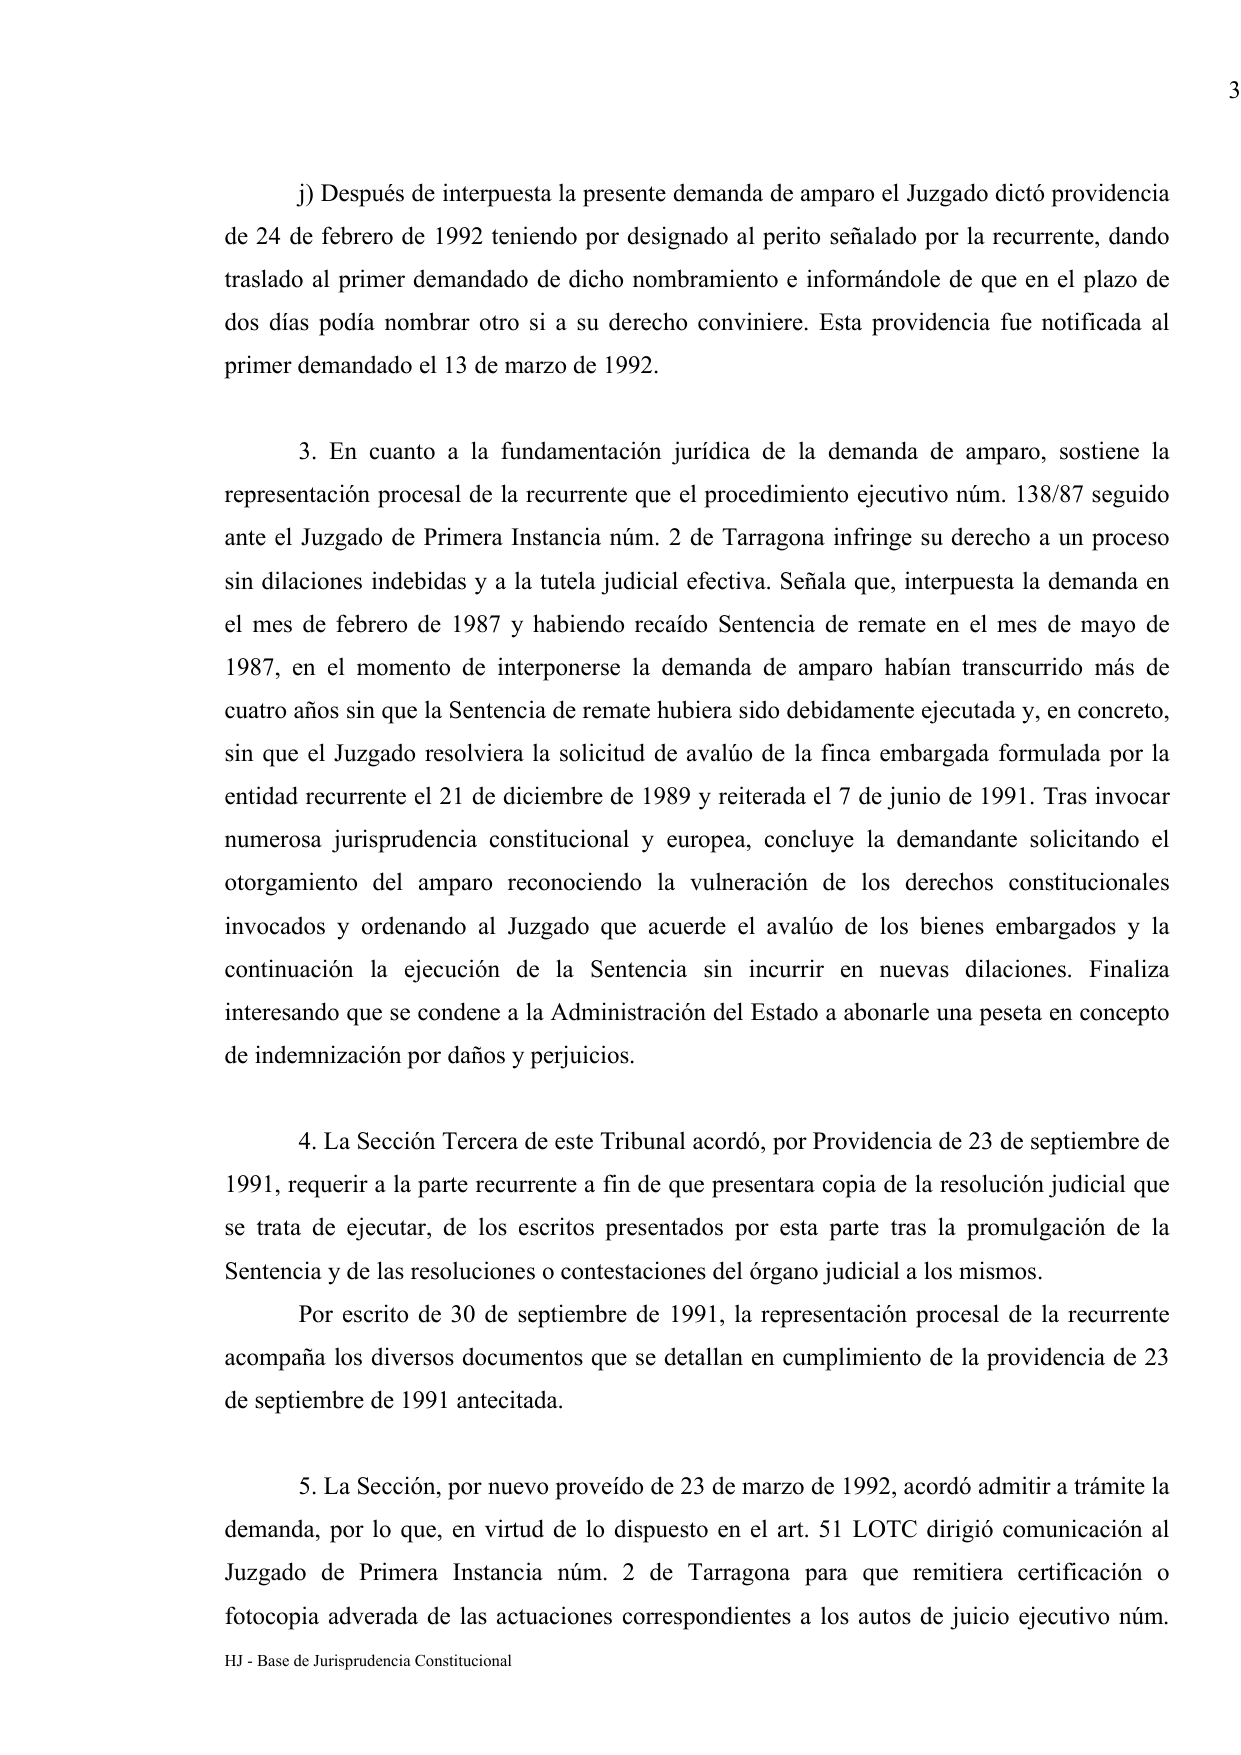 3
j) Después de interpuesta la presente demanda de amparo el Juzgado dictó providencia
de 24 de febrero de 1992 teniendo por designado al perito señalado por la recurrente, dando
traslado al primer demandado de dicho nombramiento e informándole de que en el plazo de
dos días podía nombrar otro si a su derecho conviniere. Esta providencia fue notificada al
primer demandado el 13 de marzo de 1992.
3. En cuanto a la fundamentación jurídica de la demanda de amparo, sostiene la
representación procesal de la recurrente que el procedimiento ejecutivo núm. 138/87 seguido
ante el Juzgado de Primera Instancia núm. 2 de Tarragona infringe su derecho a un proceso
sin dilaciones indebidas y a la tutela judicial efectiva. Señala que, interpuesta la demanda en
el mes de febrero de 1987 y habiendo recaído Sentencia de remate en el mes de mayo de
1987, en el momento de interponerse la demanda de amparo habían transcurrido más de
cuatro años sin que la Sentencia de remate hubiera sido debidamente ejecutada y, en concreto,
sin que el Juzgado resolviera la solicitud de avalúo de la finca embargada formulada por la
entidad recurrente el 21 de diciembre de 1989 y reiterada el 7 de junio de 1991. Tras invocar
numerosa jurisprudencia constitucional y europea, concluye la demandante solicitando el
otorgamiento del amparo reconociendo la vulneración de los derechos constitucionales
invocados y ordenando al Juzgado que acuerde el avalúo de los bienes embargados y la
continuación la ejecución de la Sentencia sin incurrir en nuevas dilaciones. Finaliza
interesando que se condene a la Administración del Estado a abonarle una peseta en concepto
de indemnización por daños y perjuicios.
4. La Sección Tercera de este Tribunal acordó, por Providencia de 23 de septiembre de
1991, requerir a la parte recurrente a fin de que presentara copia de la resolución judicial que
se trata de ejecutar, de los escritos presentados por esta parte tras la promulgación de la
Sentencia y de las resoluciones o contestaciones del órgano judicial a los mismos.
Por escrito de 30 de septiembre de 1991, la representación procesal de la recurrente
acompaña los diversos documentos que se detallan en cumplimiento de la providencia de 23
de septiembre de 1991 antecitada.
5. La Sección, por nuevo proveído de 23 de marzo de 1992, acordó admitir a trámite la
demanda, por lo que, en virtud de lo dispuesto en el art. 51 LOTC dirigió comunicación al
Juzgado de Primera Instancia núm. 2 de Tarragona para que remitiera certificación o
fotocopia adverada de las actuaciones correspondientes a los autos de juicio ejecutivo núm.
HJ - Base de Jurisprudencia Constitucional